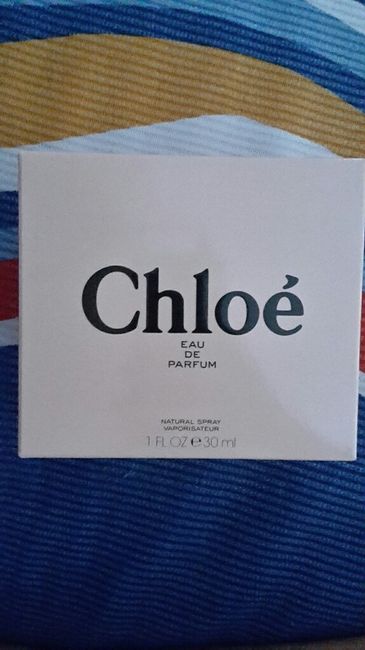 Chloé
EAU
DE
PARFUM
NATURAL SPRAY
VAPORISATEUR
1 FL OZ ℮ 30 ml